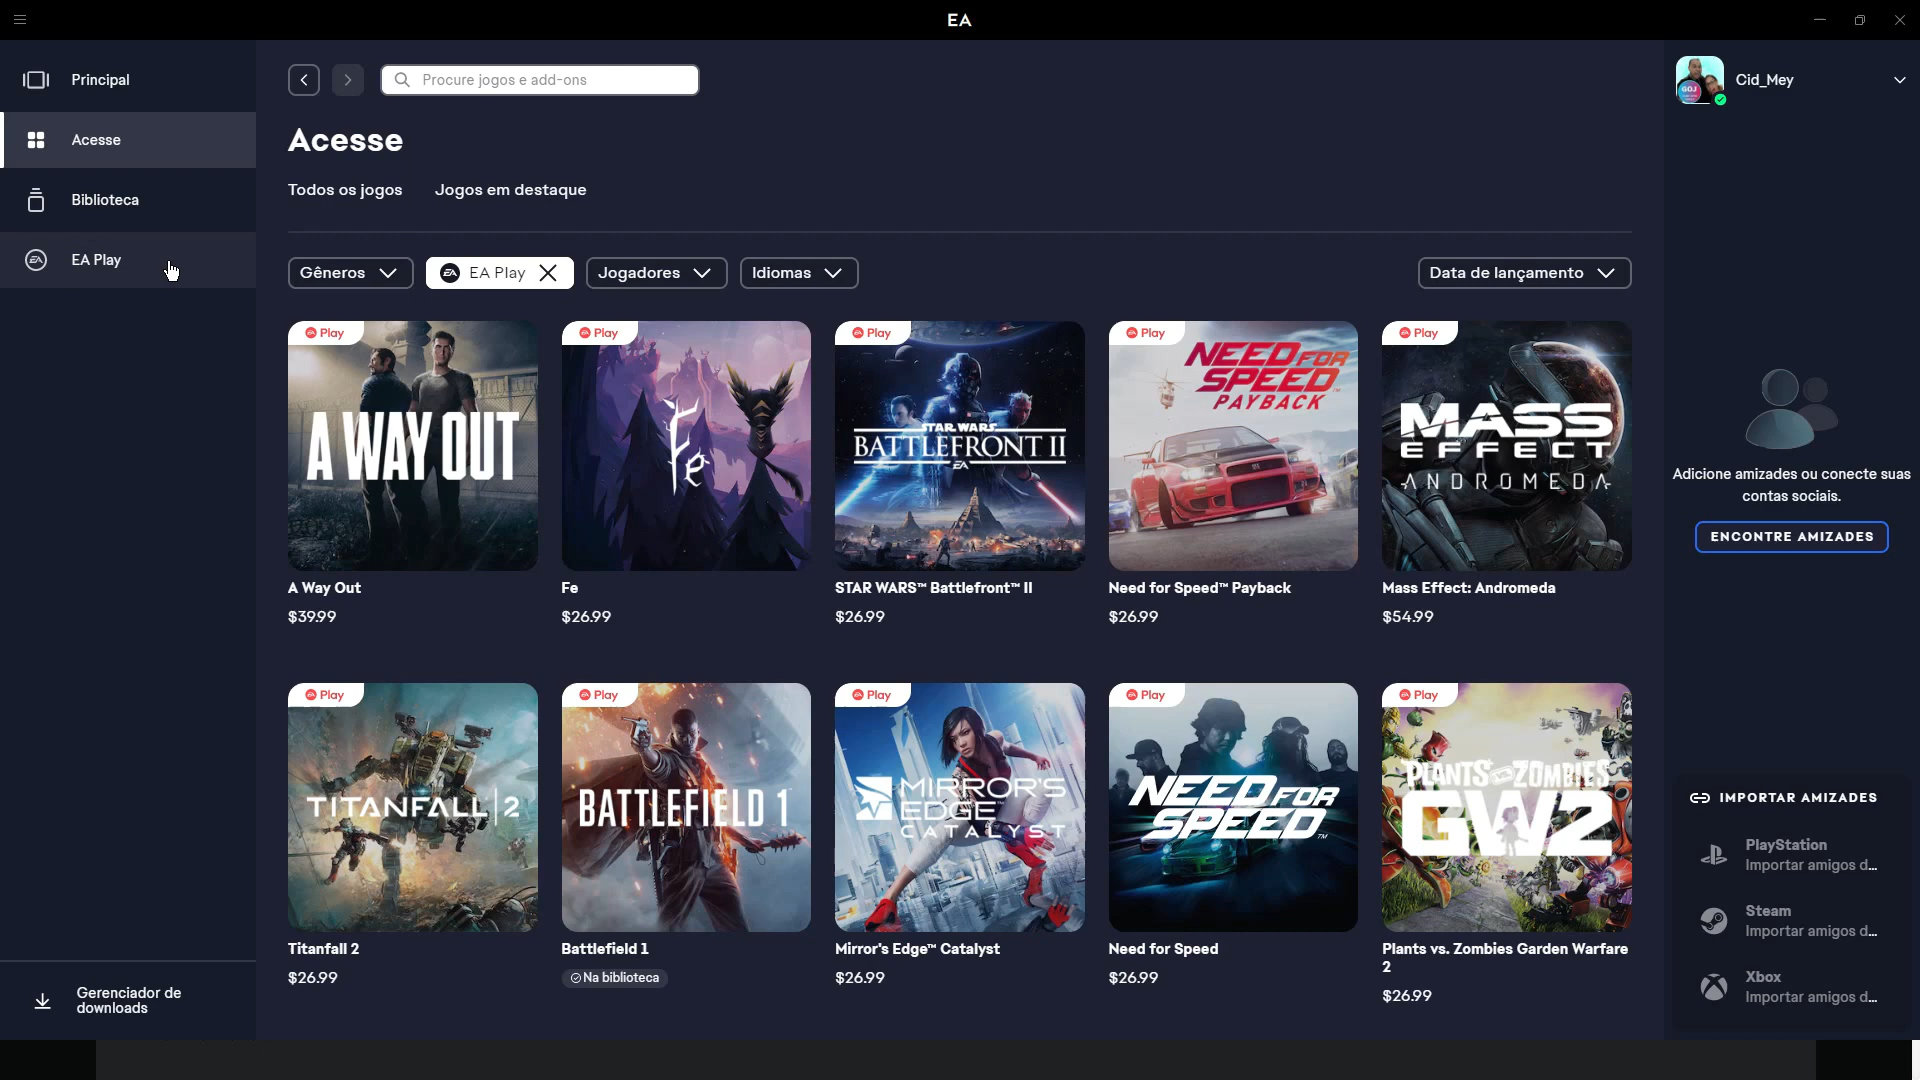 EA
Principal
Acesse
Biblioteca
EA Play
Gerenciador de
downloads
Procure jogos e add-ons
Acesse
Todos os jogos
Jogos em destaque
Gêneros
EA Play
Jogadores
Idiomas
Data de lançamento
Play
Play
Play
Play
Play
A WAY OUT
Fe
STAR WARS™
BATTLEFRONT II
EA
NEED FOR
SPEED™
PAYBACK
MASS
EFFECT
ANDROMEDA
A Way Out
$39.99
Fe
$26.99
STAR WARS™ Battlefront™ II
$26.99
Need for Speed™ Payback
$26.99
Mass Effect: Andromeda
$54.99
Play
Play
Play
Play
Play
TITANFALL|2
BATTLEFIELD 1
MIRROR'S
EDGE™
CATALYST
NEED FOR
SPEED™
PLANTS VS. ZOMBIES
GW2
Titanfall 2
$26.99
Battlefield 1
Na biblioteca
Mirror's Edge™ Catalyst
$26.99
Need for Speed
$26.99
Plants vs. Zombies Garden Warfare
2
$26.99
GOJ
Cid_Mey
Adicione amizades ou conecte suas
contas sociais.
ENCONTRE AMIZADES
IMPORTAR AMIZADES
PlayStation
Importar amigos d...
Steam
Importar amigos d...
Xbox
Importar amigos d...